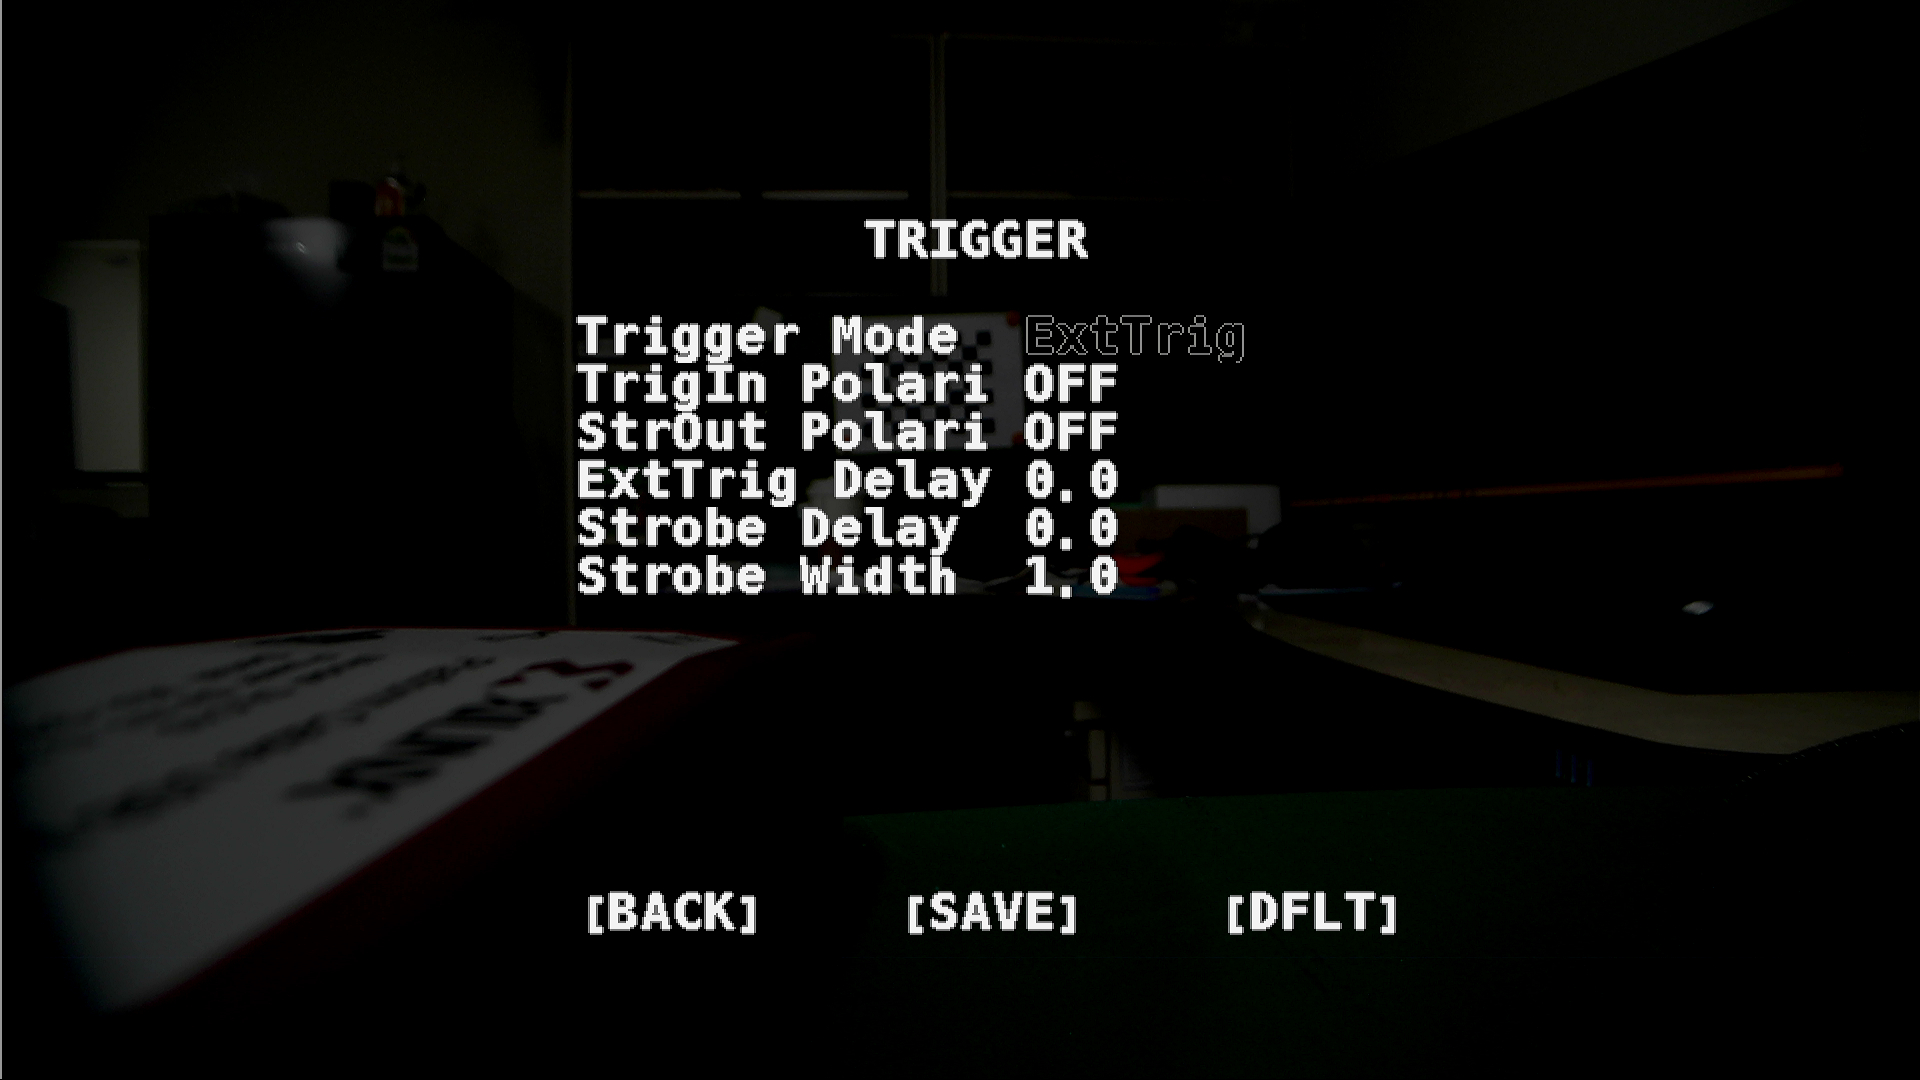 TRIGGER
Trigger Mode ExtTrig
TrigIn Polari OFF
StrOut Polari OFF
ExtTrig Delay 0.0
Strobe Delay 0.0
Strobe Width 1.0
[BACK] [SAVE] [DFLT]